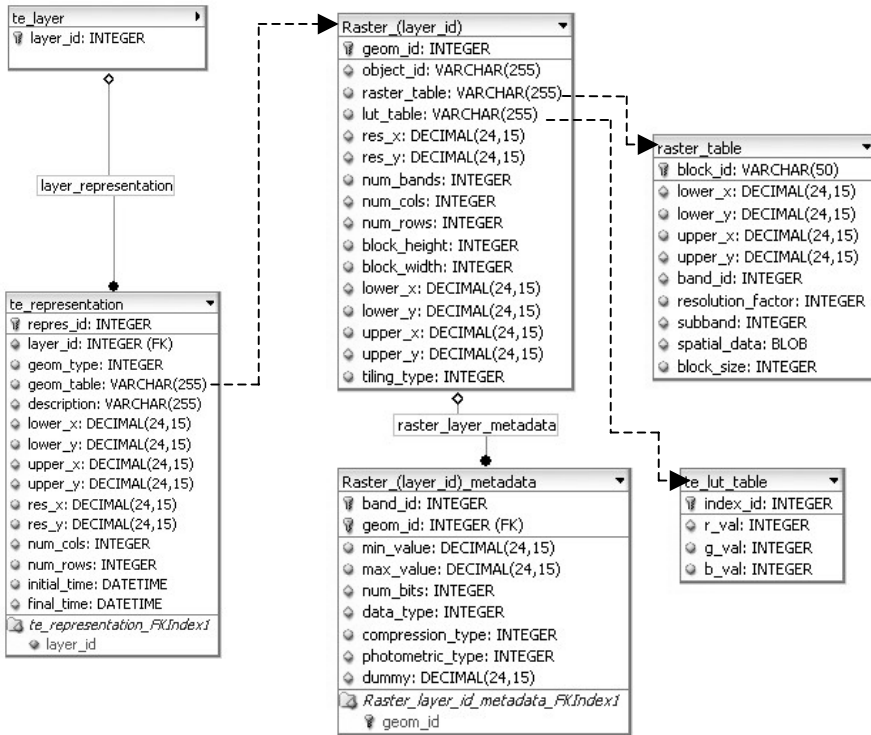 te_layer
layer_id: INTEGER
layer_representation
te_representation
repres_id: INTEGER
layer_id: INTEGER (FK)
geom_type: INTEGER
geom_table: VARCHAR(255)
description: VARCHAR(255)
lower_x: DECIMAL(24,15)
lower_y: DECIMAL(24,15)
upper_x: DECIMAL(24,15)
upper_y: DECIMAL(24,15)
res_x: DECIMAL(24,15)
res_y: DECIMAL(24,15)
num_cols: INTEGER
num_rows: INTEGER
initial_time: DATETIME
final_time: DATETIME
te_representation_FKIndex1
layer_id
Raster_(layer_id)
geom_id: INTEGER
object_id: VARCHAR(255)
raster_table: VARCHAR(255)
lut_table: VARCHAR(255)
res_x: DECIMAL(24,15)
res_y: DECIMAL(24,15)
num_bands: INTEGER
num_cols: INTEGER
num_rows: INTEGER
block_height: INTEGER
block_width: INTEGER
lower_x: DECIMAL(24,15)
lower_y: DECIMAL(24,15)
upper_x: DECIMAL(24,15)
upper_y: DECIMAL(24,15)
tiling_type: INTEGER
raster_layer_metadata
Raster_(layer_id)_metadata
band_id: INTEGER
geom_id: INTEGER (FK)
min_value: DECIMAL(24,15)
max_value: DECIMAL(24,15)
num_bits: INTEGER
data_type: INTEGER
compression_type: INTEGER
photometric_type: INTEGER
dummy: DECIMAL(24,15)
Raster_layer_id_metadata_FKIndex1
geom_id
raster_table
block_id: VARCHAR(50)
lower_x: DECIMAL(24,15)
lower_y: DECIMAL(24,15)
upper_x: DECIMAL(24,15)
upper_y: DECIMAL(24,15)
band_id: INTEGER
resolution_factor: INTEGER
subband: INTEGER
spatial_data: BLOB
block_size: INTEGER
te_lut_table
index_id: INTEGER
r_val: INTEGER
g_val: INTEGER
b_val: INTEGER